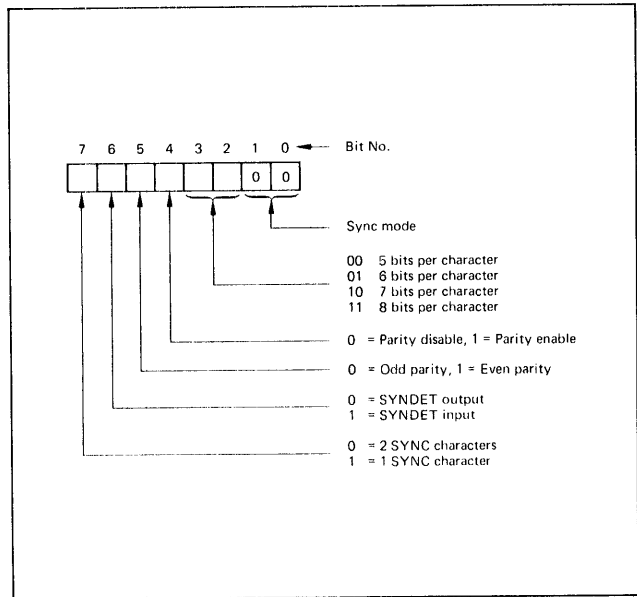 7 6 5 4 3 2 1 0 Bit No.
0 0
Sync mode
00 5 bits per character
01 6 bits per character
10 7 bits per character
11 8 bits per character
0 = Parity disable, 1 = Parity enable
0 = Odd parity, 1 = Even parity
0 = SYNDET output
1 = SYNDET input
0 = 2 SYNC characters
1 = 1 SYNC character